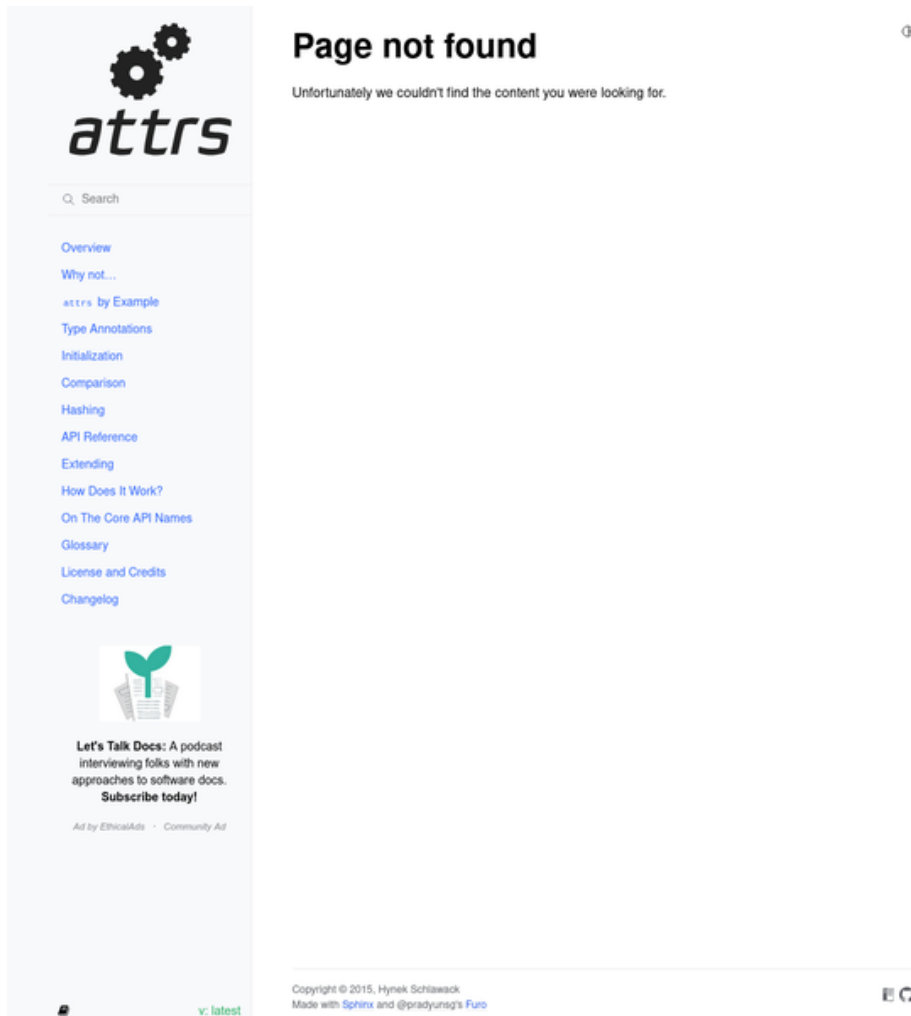 attrs
Search
Overview
Why not…
attrs by Example
Type Annotations
Initialization
Comparison
Hashing
API Reference
Extending
How Does It Work?
On The Core API Names
Glossary
License and Credits
Changelog
Let's Talk Docs: A podcast
interviewing folks with new
approaches to software docs.
Subscribe today!
Ad by EthicalAds · Community Ad
v: latest
Page not found
Unfortunately we couldn't find the content you were looking for.
Copyright © 2015, Hynek Schlawack
Made with Sphinx and @pradyunsg's Furo